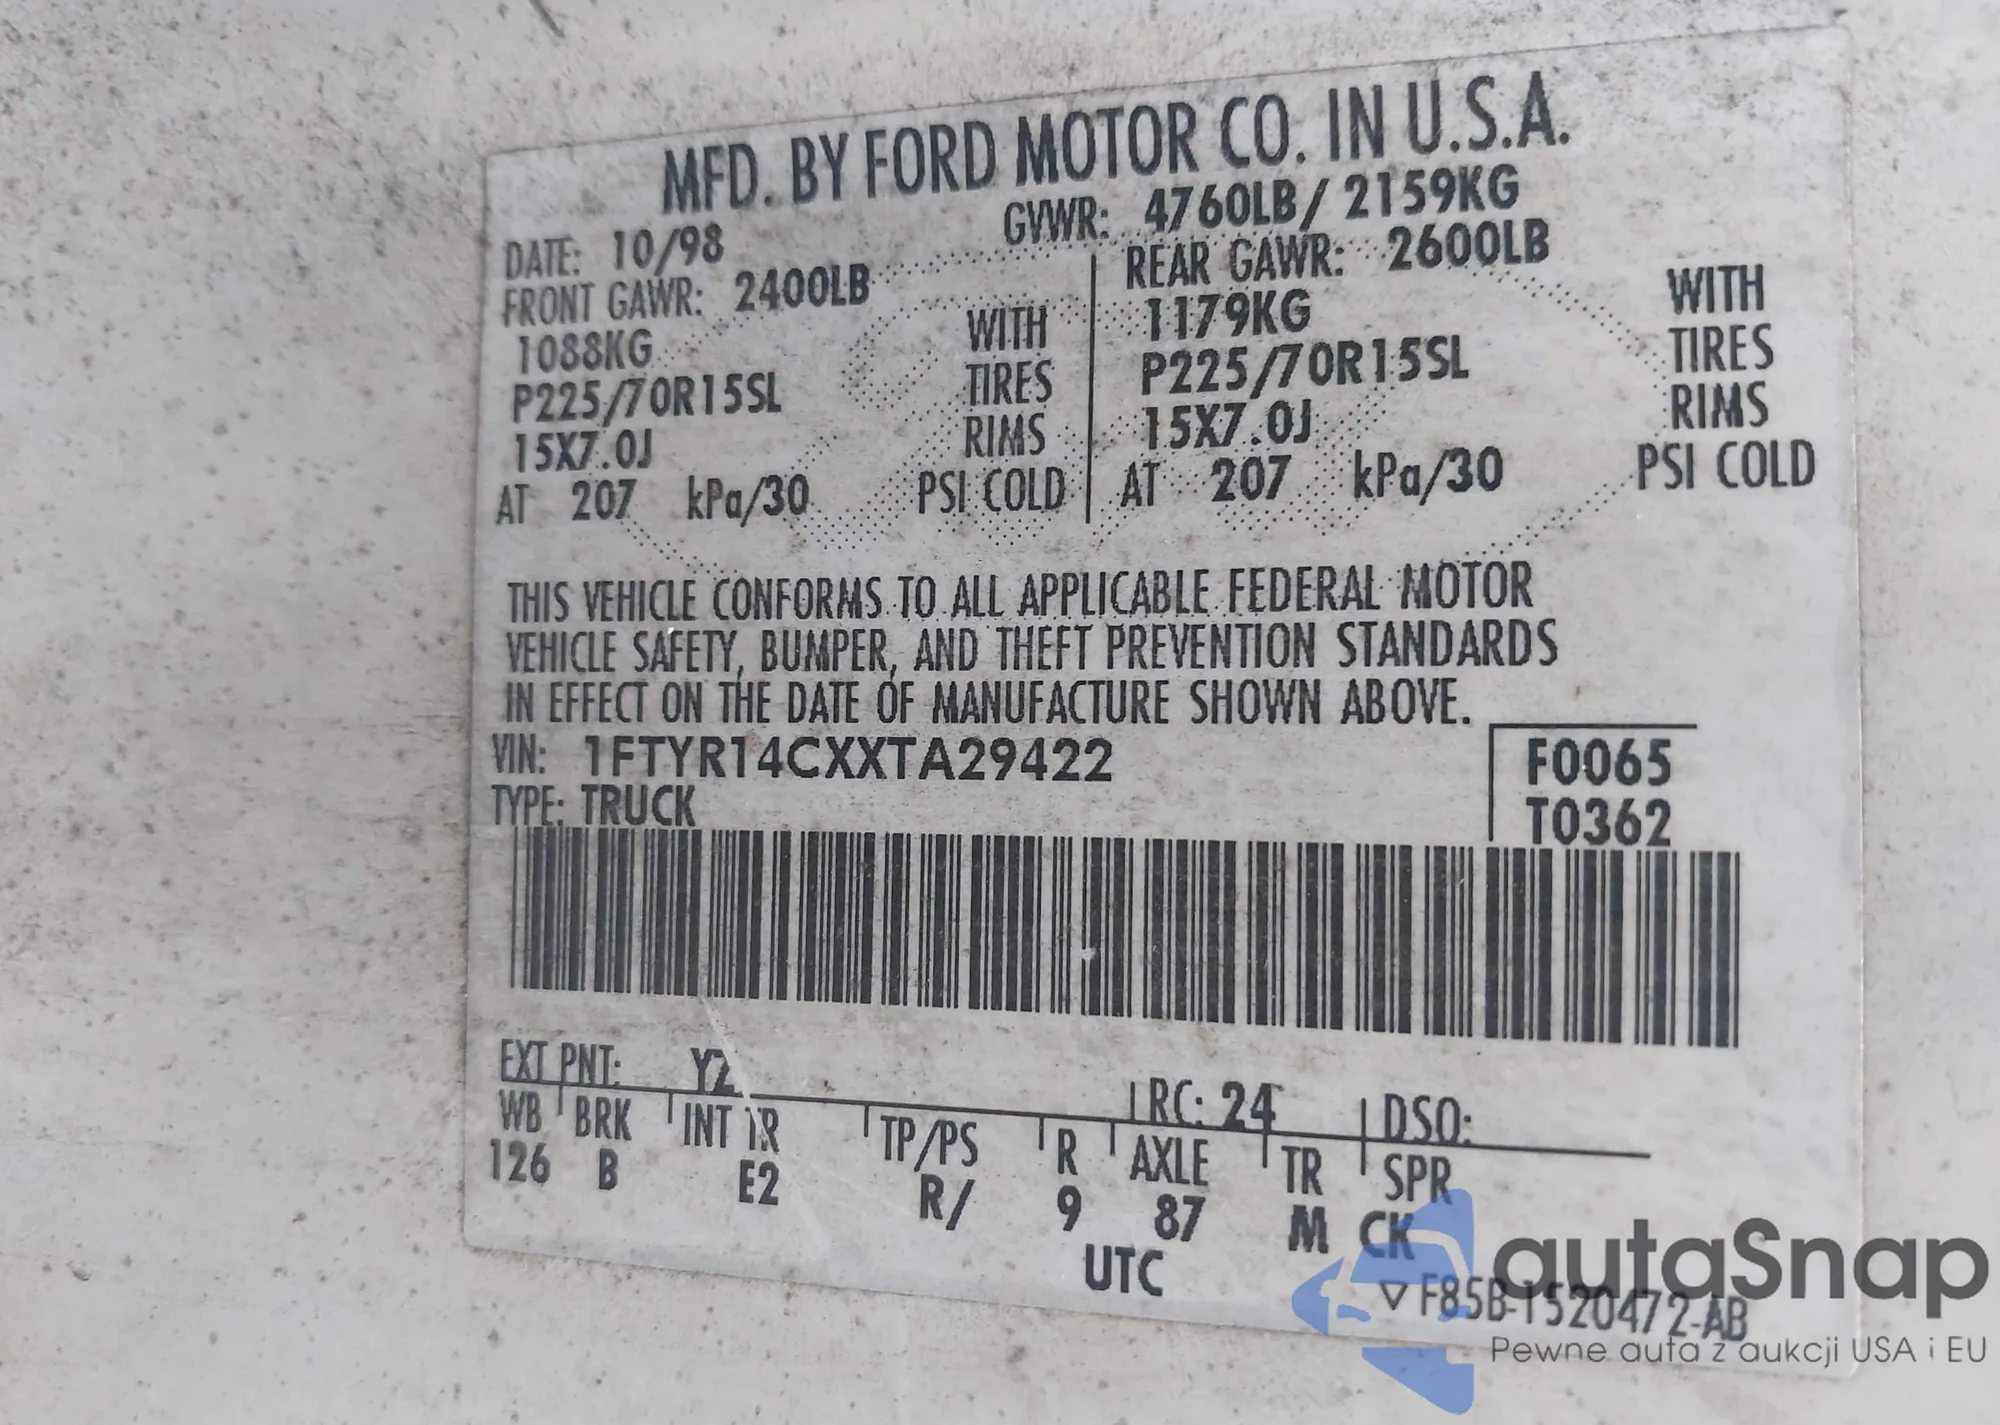 MFD. BY FORD MOTOR CO. IN U.S.A.
DATE: 10/98 GVWR: 4760LB/ 2159KG
FRONT GAWR: 2400LB REAR GAWR: 2600LB
1088KG WITH 1179KG WITH
P225/70R15SL TIRES P225/70R15SL TIRES
15X7.0J RIMS 15X7.0J RIMS
AT 207 kPa/30 PSI COLD AT 207 kPa/30 PSI COLD
THIS VEHICLE CONFORMS TO ALL APPLICABLE FEDERAL MOTOR
VEHICLE SAFETY, BUMPER, AND THEFT PREVENTION STANDARDS
IN EFFECT ON THE DATE OF MANUFACTURE SHOWN ABOVE.
VIN: 1FTYR14CXXTA29422 F0065
TYPE: TRUCK T0362
EXT PNT: YZ RC: 24 DSO:
WB BRK INT TR TP/PS R AXLE TR SPR
126 B E2 R/ 9 87 M CK
UTC
▽ F85B-1520472-AB
autaSnap
Pewne auta z aukcji USA i EU